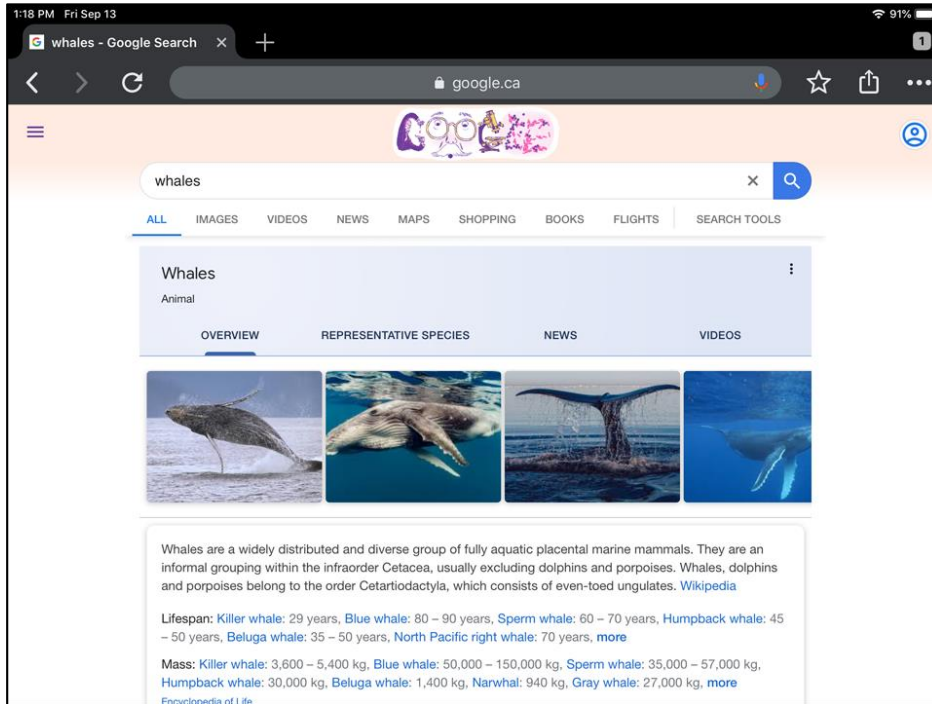 1:18 PM Fri Sep 13
91%
G whales - Google Search
1
google.ca
Google
whales
ALL IMAGES VIDEOS NEWS MAPS SHOPPING BOOKS FLIGHTS SEARCH TOOLS
Whales
Animal
OVERVIEW REPRESENTATIVE SPECIES NEWS VIDEOS
Whales are a widely distributed and diverse group of fully aquatic placental marine mammals. They are an
informal grouping within the infraorder Cetacea, usually excluding dolphins and porpoises. Whales, dolphins
and porpoises belong to the order Cetartiodactyla, which consists of even-toed ungulates. Wikipedia
Lifespan: Killer whale: 29 years, Blue whale: 80 – 90 years, Sperm whale: 60 – 70 years, Humpback whale: 45
– 50 years, Beluga whale: 35 – 50 years, North Pacific right whale: 70 years, more
Mass: Killer whale: 3,600 – 5,400 kg, Blue whale: 50,000 – 150,000 kg, Sperm whale: 35,000 – 57,000 kg,
Humpback whale: 30,000 kg, Beluga whale: 1,400 kg, Narwhal: 940 kg, Gray whale: 27,000 kg, more
Encyclopedia of Life